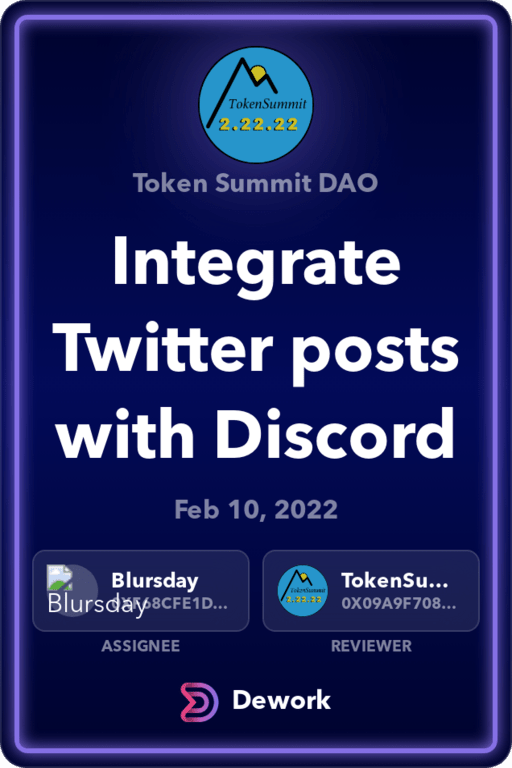 TokenSummit
2.22.22
Token Summit DAO
Integrate
Twitter posts
with Discord
Feb 10, 2022
Blursday
Blursday
TokenSu...
0X09A9F708...
TokenSummit
2.22.22
ASSIGNEE
REVIEWER
Dework